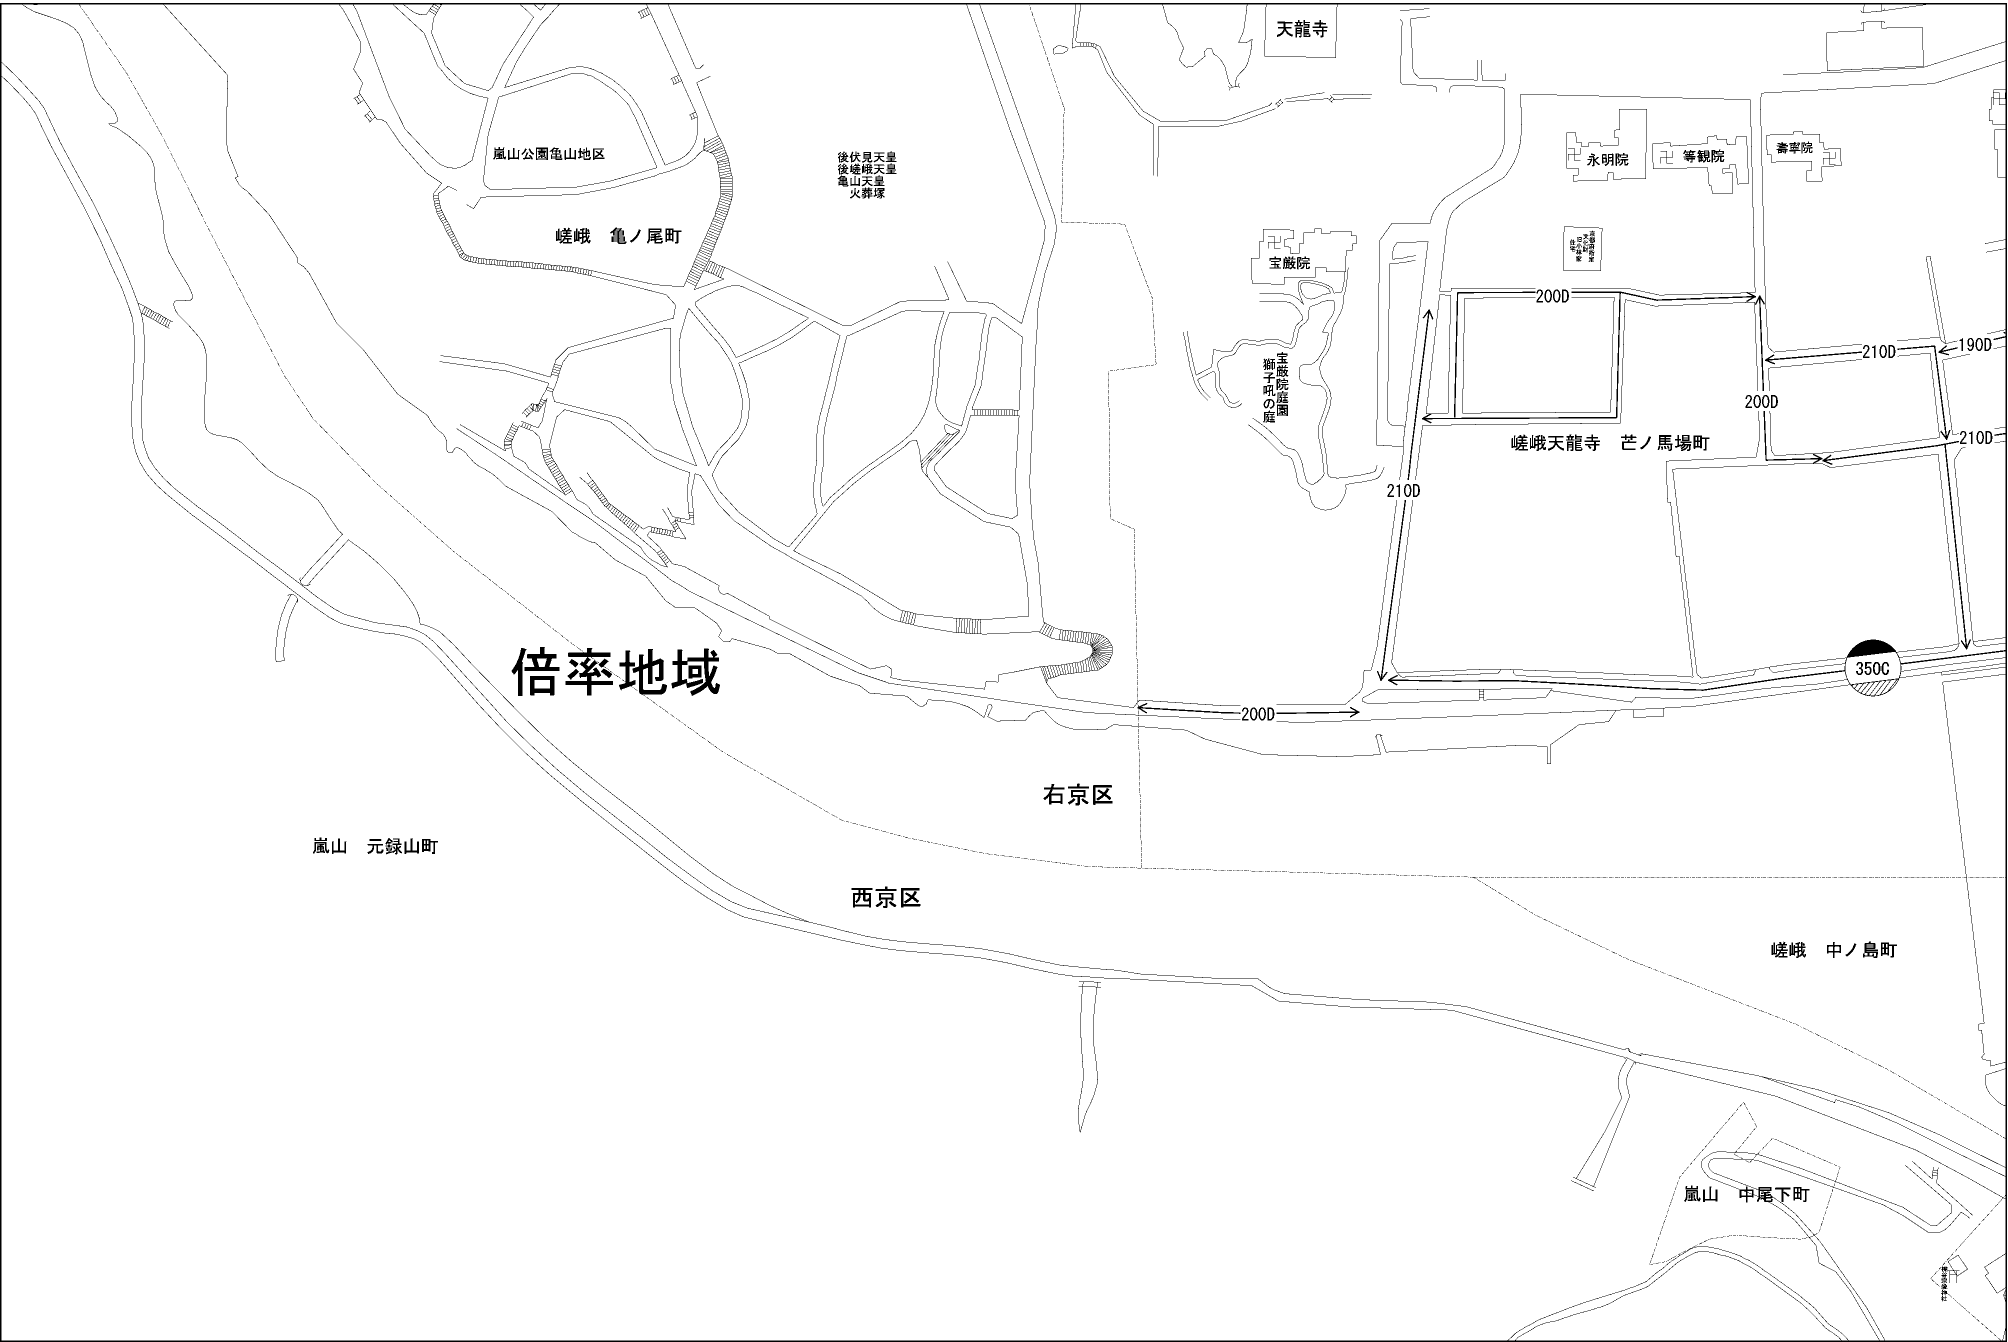 天龍寺
嵐山公園亀山地区
後伏見天皇
後嵯峨天皇
亀山天皇
火葬塚
永明院
等観院
壽寧院
嵯峨　亀ノ尾町
宝厳院
200D
210D
190D
宝厳院庭園
獅子吼の庭
200D
嵯峨天龍寺　芒ノ馬場町
210D
210D
倍率地域
350C
200D
右京区
嵐山　元録山町
西京区
嵯峨　中ノ島町
嵐山　中尾下町